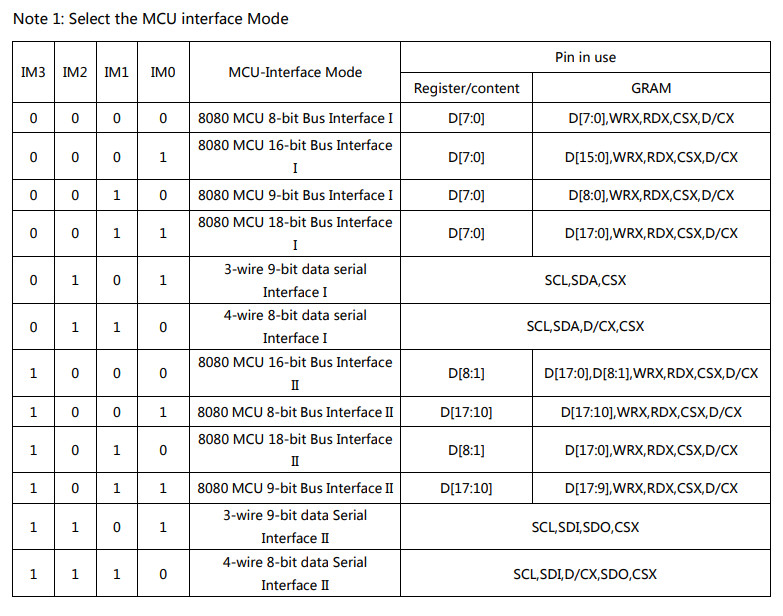 Note 1: Select the MCU interface Mode
IM3 IM2 IM1 IM0 MCU-Interface Mode Pin in use
Register/content GRAM
0 0 0 0 8080 MCU 8-bit Bus Interface I D[7:0] D[7:0],WRX,RDX,CSX,D/CX
0 0 0 1 8080 MCU 16-bit Bus Interface
I D[7:0] D[15:0],WRX,RDX,CSX,D/CX
0 0 1 0 8080 MCU 9-bit Bus Interface I D[7:0] D[8:0],WRX,RDX,CSX,D/CX
0 0 1 1 8080 MCU 18-bit Bus Interface
I D[7:0] D[17:0],WRX,RDX,CSX,D/CX
0 1 0 1 3-wire 9-bit data serial
Interface I SCL,SDA,CSX
0 1 1 0 4-wire 8-bit data serial
Interface I SCL,SDA,D/CX,CSX
1 0 0 0 8080 MCU 16-bit Bus Interface
II D[8:1] D[17:0],D[8:1],WRX,RDX,CSX,D/CX
1 0 0 1 8080 MCU 8-bit Bus Interface II D[17:10] D[17:10],WRX,RDX,CSX,D/CX
1 0 1 0 8080 MCU 18-bit Bus Interface
II D[8:1] D[17:0],WRX,RDX,CSX,D/CX
1 0 1 1 8080 MCU 9-bit Bus Interface II D[17:10] D[17:9],WRX,RDX,CSX,D/CX
1 1 0 1 3-wire 9-bit data Serial
Interface II SCL,SDI,SDO,CSX
1 1 1 0 4-wire 8-bit data Serial
Interface II SCL,SDI,D/CX,SDO,CSX